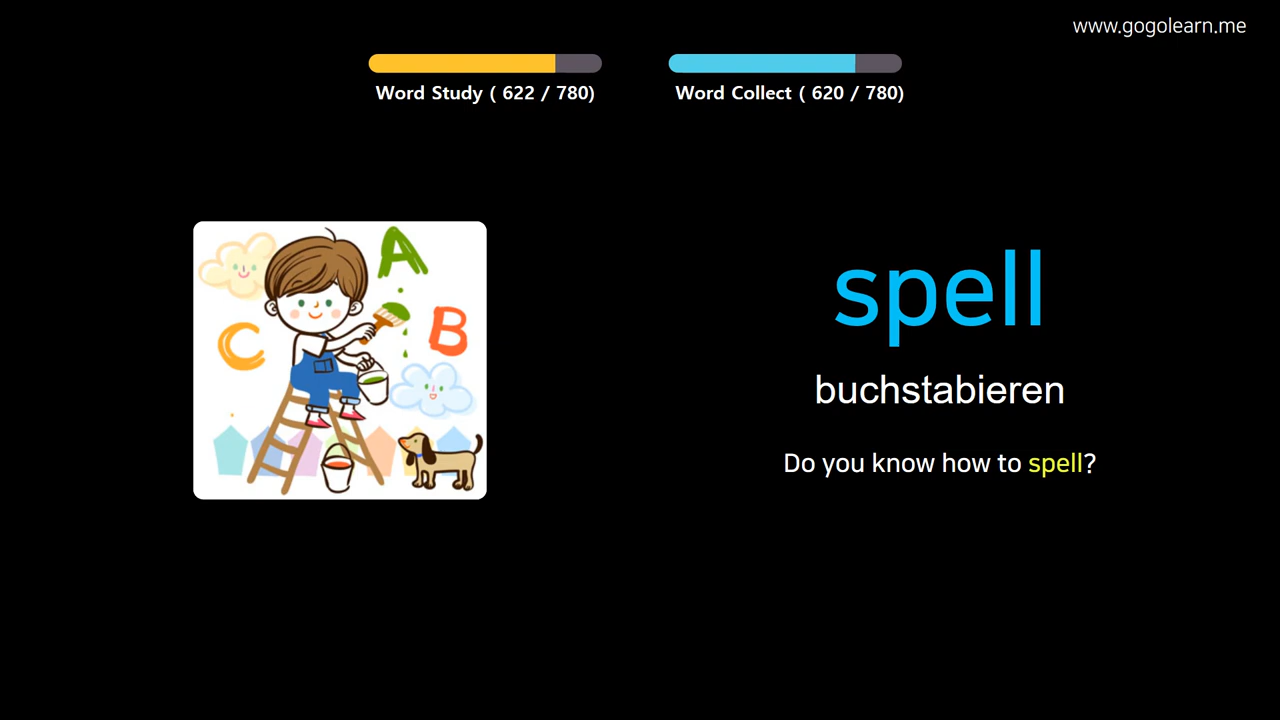 www.gogolearn.me
Word Study ( 622 / 780)
Word Collect ( 620 / 780)
A
B
C
spell
buchstabieren
Do you know how to spell?